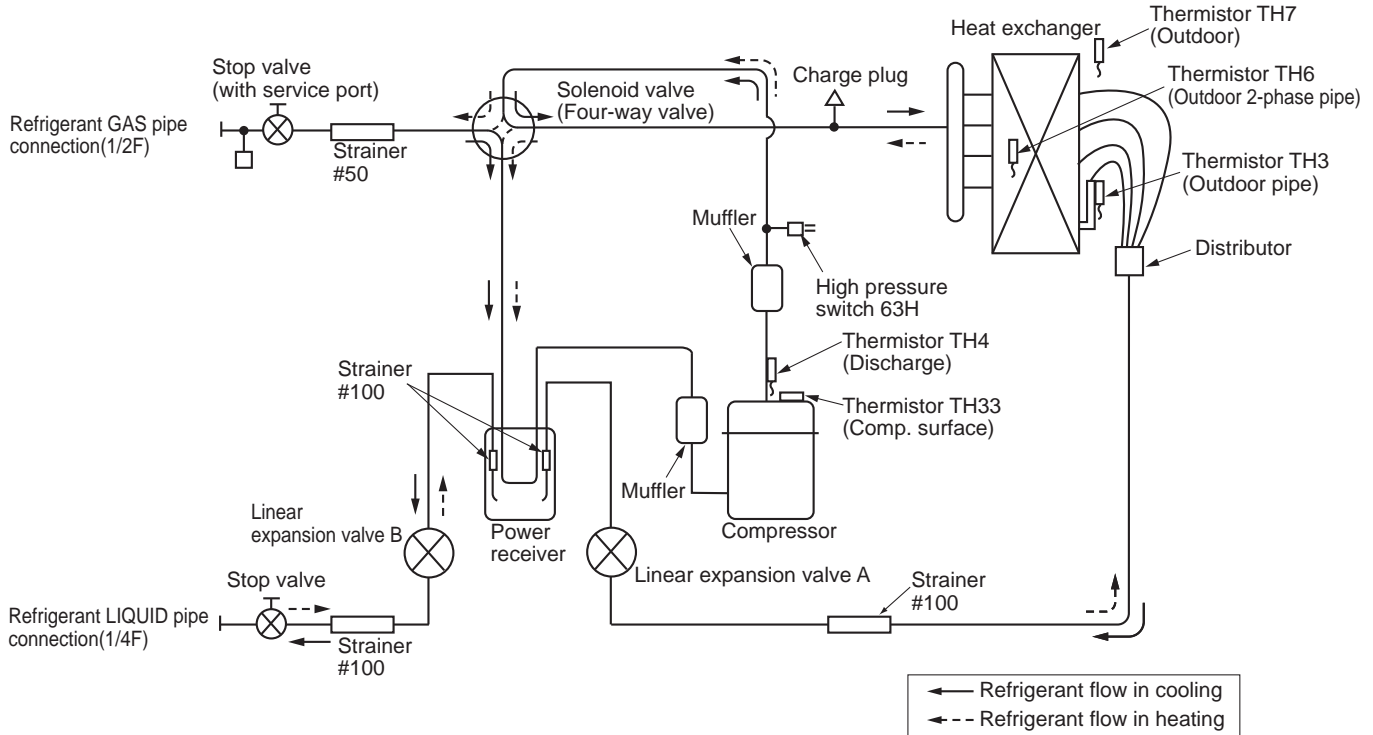 Heat exchanger
Thermistor TH7
(Outdoor)
Stop valve
(with service port)
Solenoid valve
(Four-way valve)
Charge plug
Thermistor TH6
(Outdoor 2-phase pipe)
Refrigerant GAS pipe
connection(1/2F)
Strainer
#50
Thermistor TH3
(Outdoor pipe)
Muffler
Distributor
High pressure
switch 63H
Thermistor TH4
(Discharge)
Strainer
#100
Thermistor TH33
(Comp. surface)
Muffler
Linear
expansion valve B
Power
receiver
Compressor
Linear expansion valve A
Stop valve
Strainer
#100
Refrigerant LIQUID pipe
connection(1/4F)
Strainer
#100
Refrigerant flow in cooling
Refrigerant flow in heating